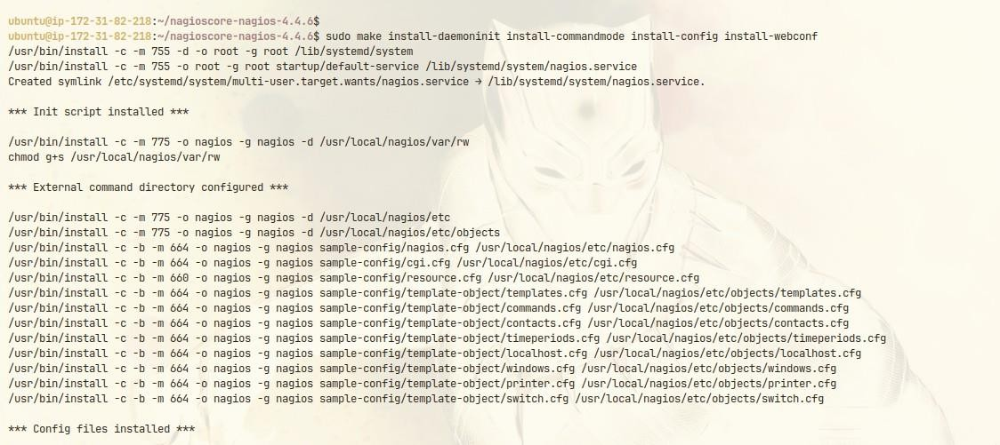 ubuntu@ip-172-31-82-218:~/nagioscore-nagios-4.4.6$
ubuntu@ip-172-31-82-218:~/nagioscore-nagios-4.4.6$ sudo make install-daemoninit install-commandmode install-config install-webconf
/usr/bin/install -c -m 755 -d -o root -g root /lib/systemd/system
/usr/bin/install -c -m 755 -o root -g root startup/default-service /lib/systemd/system/nagios.service
Created symlink /etc/systemd/system/multi-user.target.wants/nagios.service → /lib/systemd/system/nagios.service.
*** Init script installed ***
/usr/bin/install -c -m 775 -o nagios -g nagios -d /usr/local/nagios/var/rw
chmod g+s /usr/local/nagios/var/rw
*** External command directory configured ***
/usr/bin/install -c -m 775 -o nagios -g nagios -d /usr/local/nagios/etc
/usr/bin/install -c -m 775 -o nagios -g nagios -d /usr/local/nagios/etc/objects
/usr/bin/install -c -b -m 664 -o nagios -g nagios sample-config/nagios.cfg /usr/local/nagios/etc/nagios.cfg
/usr/bin/install -c -b -m 664 -o nagios -g nagios sample-config/cgi.cfg /usr/local/nagios/etc/cgi.cfg
/usr/bin/install -c -b -m 660 -o nagios -g nagios sample-config/resource.cfg /usr/local/nagios/etc/resource.cfg
/usr/bin/install -c -b -m 664 -o nagios -g nagios sample-config/template-object/templates.cfg /usr/local/nagios/etc/objects/templates.cfg
/usr/bin/install -c -b -m 664 -o nagios -g nagios sample-config/template-object/commands.cfg /usr/local/nagios/etc/objects/commands.cfg
/usr/bin/install -c -b -m 664 -o nagios -g nagios sample-config/template-object/contacts.cfg /usr/local/nagios/etc/objects/contacts.cfg
/usr/bin/install -c -b -m 664 -o nagios -g nagios sample-config/template-object/timeperiods.cfg /usr/local/nagios/etc/objects/timeperiods.cfg
/usr/bin/install -c -b -m 664 -o nagios -g nagios sample-config/template-object/localhost.cfg /usr/local/nagios/etc/objects/localhost.cfg
/usr/bin/install -c -b -m 664 -o nagios -g nagios sample-config/template-object/windows.cfg /usr/local/nagios/etc/objects/windows.cfg
/usr/bin/install -c -b -m 664 -o nagios -g nagios sample-config/template-object/printer.cfg /usr/local/nagios/etc/objects/printer.cfg
/usr/bin/install -c -b -m 664 -o nagios -g nagios sample-config/template-object/switch.cfg /usr/local/nagios/etc/objects/switch.cfg
*** Config files installed ***